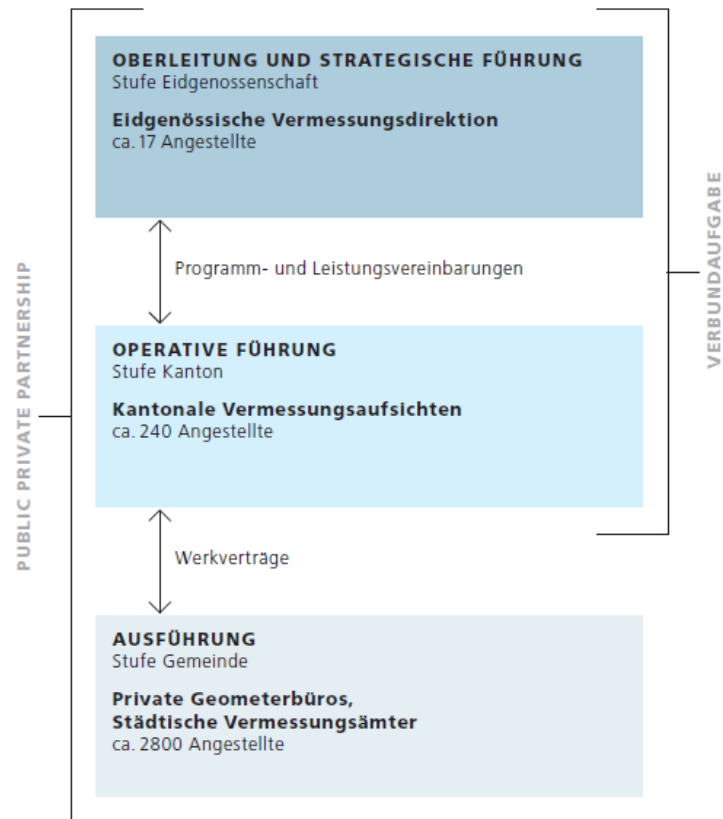 OBERLEITUNG UND STRATEGISCHE FÜHRUNG
Stufe Eidgenossenschaft
Eidgenössische Vermessungsdirektion
ca. 17 Angestellte
Programm- und Leistungsvereinbarungen
OPERATIVE FÜHRUNG
Stufe Kanton
Kantonale Vermessungsaufsichten
ca. 240 Angestellte
Werkverträge
AUSFÜHRUNG
Stufe Gemeinde
Private Geometerbüros,
Städtische Vermessungsämter
ca. 2800 Angestellte
PUBLIC PRIVATE PARTNERSHIP
VERBUNDAUFGABE